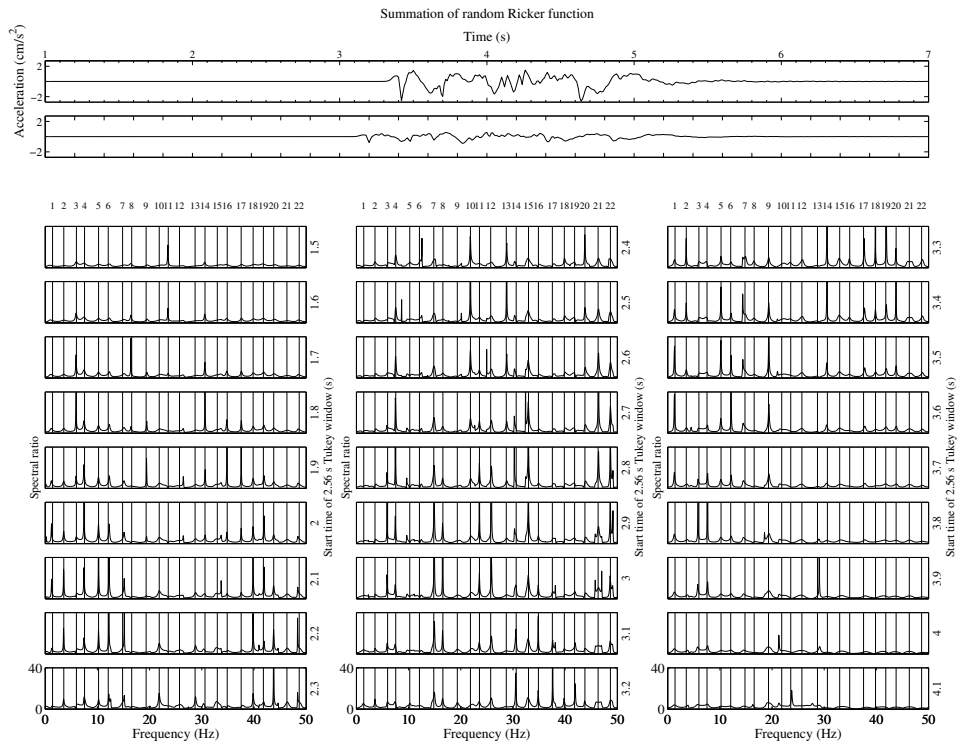 Summation of random Ricker function
Time (s)
1 2 3 4 5 6 7
Acceleration (cm/s²)
2
−2
2
−2
1 2 3 4 5 6 7 8 9 10 11 12 13 14 15 16 17 18 19 20 21 22
1 2 3 4 5 6 7 8 9 10 11 12 13 14 15 16 17 18 19 20 21 22
1 2 3 4 5 6 7 8 9 10 11 12 13 14 15 16 17 18 19 20 21 22
1.5 2.4 3.3
1.6 2.5 3.4
1.7 2.6 3.5
1.8 2.7 3.6
1.9 2.8 3.7
2 2.9 3.8
2.1 3 3.9
2.2 3.1 4
2.3 3.2 4.1
Spectral ratio
Start time of 2.56 s Tukey window (s)
Spectral ratio
Start time of 2.56 s Tukey window (s)
Spectral ratio
Start time of 2.56 s Tukey window (s)
40 40 40
0 0 0
0 10 20 30 40 50
0 10 20 30 40 50
0 10 20 30 40 50
Frequency (Hz)
Frequency (Hz)
Frequency (Hz)